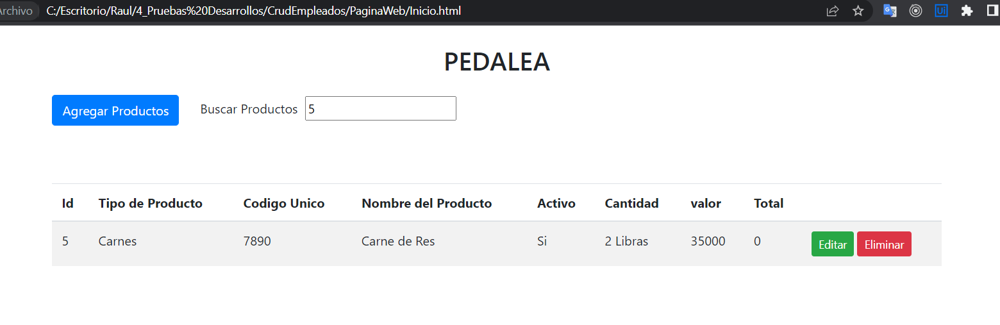 Archivo C:/Escritorio/Raul/4_Pruebas%20Desarrollos/CrudEmpleados/PaginaWeb/Inicio.html
PEDALEA
Agregar Productos Buscar Productos 5
Id Tipo de Producto Codigo Unico Nombre del Producto Activo Cantidad valor Total
5 Carnes 7890 Carne de Res Si 2 Libras 35000 0 Editar Eliminar